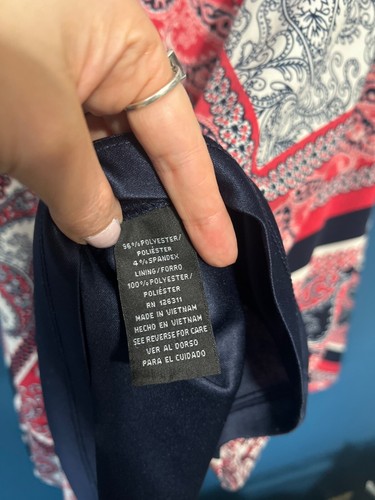 96%POLYESTER/
POLIÉSTER
4%SPANDEX
LINING/FORRO
100%POLYESTER/
POLIÉSTER
RN 126311
MADE IN VIETNAM
HECHO EN VIETNAM
SEE REVERSE FOR CARE
VER AL DORSO
PARA EL CUIDADO